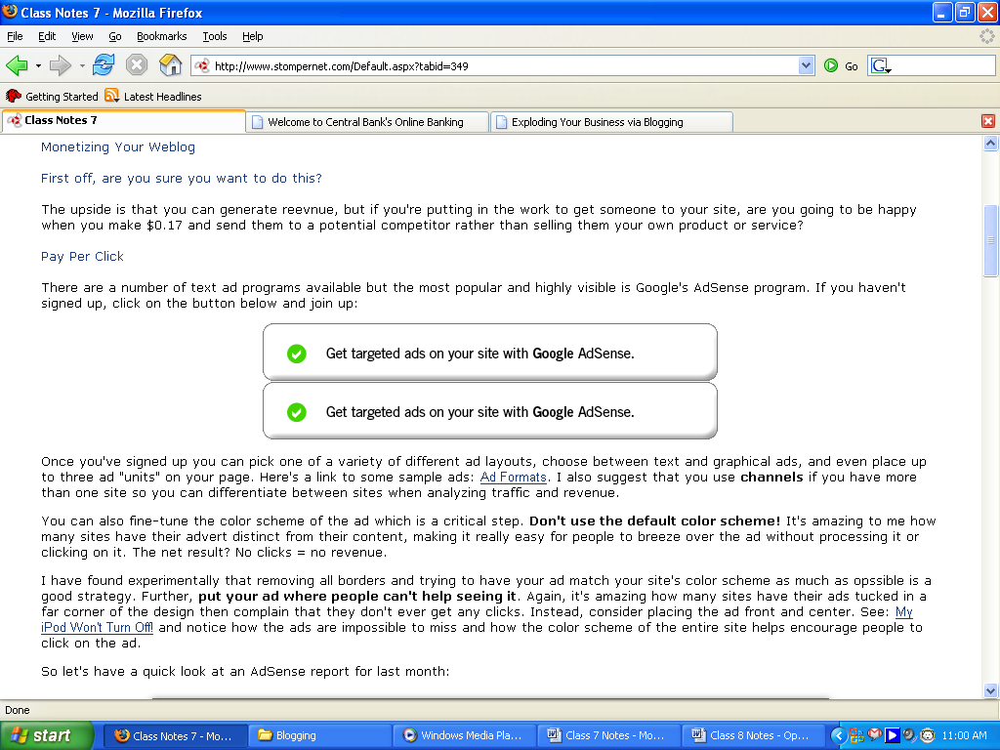 Class Notes 7 - Mozilla Firefox
File Edit View Go Bookmarks Tools Help
http://www.stompernet.com/Default.aspx?tabid=349 Go G
Getting Started Latest Headlines
Class Notes 7 Welcome to Central Bank's Online Banking Exploding Your Business via Blogging
Monetizing Your Weblog
First off, are you sure you want to do this?
The upside is that you can generate reevnue, but if you're putting in the work to get someone to your site, are you going to be happy
when you make $0.17 and send them to a potential competitor rather than selling them your own product or service?
Pay Per Click
There are a number of text ad programs available but the most popular and highly visible is Google's AdSense program. If you haven't
signed up, click on the button below and join up:
Get targeted ads on your site with Google AdSense.
Get targeted ads on your site with Google AdSense.
Once you've signed up you can pick one of a variety of different ad layouts, choose between text and graphical ads, and even place up
to three ad "units" on your page. Here's a link to some sample ads: Ad Formats. I also suggest that you use channels if you have more
than one site so you can differentiate between sites when analyzing traffic and revenue.
You can also fine-tune the color scheme of the ad which is a critical step. Don't use the default color scheme! It's amazing to me how
many sites have their advert distinct from their content, making it really easy for people to breeze over the ad without processing it or
clicking on it. The net result? No clicks = no revenue.
I have found experimentally that removing all borders and trying to have your ad match your site's color scheme as much as opssible is a
good strategy. Further, put your ad where people can't help seeing it. Again, it's amazing how many sites have their ads tucked in a
far corner of the design then complain that they don't ever get any clicks. Instead, consider placing the ad front and center. See: My
iPod Won't Turn Off! and notice how the ads are impossible to miss and how the color scheme of the entire site helps encourage people to
click on the ad.
So let's have a quick look at an AdSense report for last month:
Done
start Class Notes 7 - Mo... Blogging Windows Media Pla... Class 7 Notes - Mo... Class 8 Notes - Op... 11:00 AM